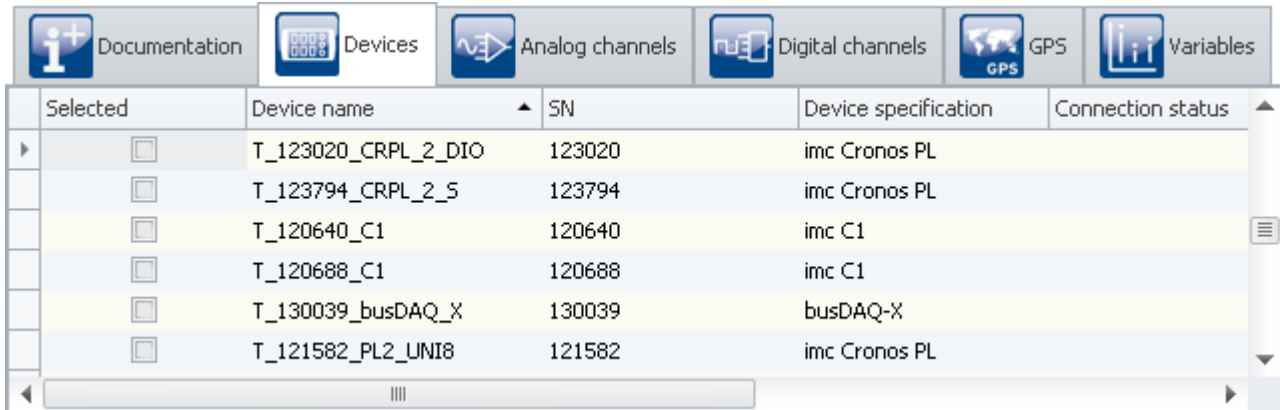 Documentation Devices Analog channels Digital channels GPS GPS Variables
Selected Device name SN Device specification Connection status
T_123020_CRPL_2_DIO 123020 imc Cronos PL
T_123794_CRPL_2_S 123794 imc Cronos PL
T_120640_C1 120640 imc C1
T_120688_C1 120688 imc C1
T_130039_busDAQ_X 130039 busDAQ-X
T_121582_PL2_UNI8 121582 imc Cronos PL